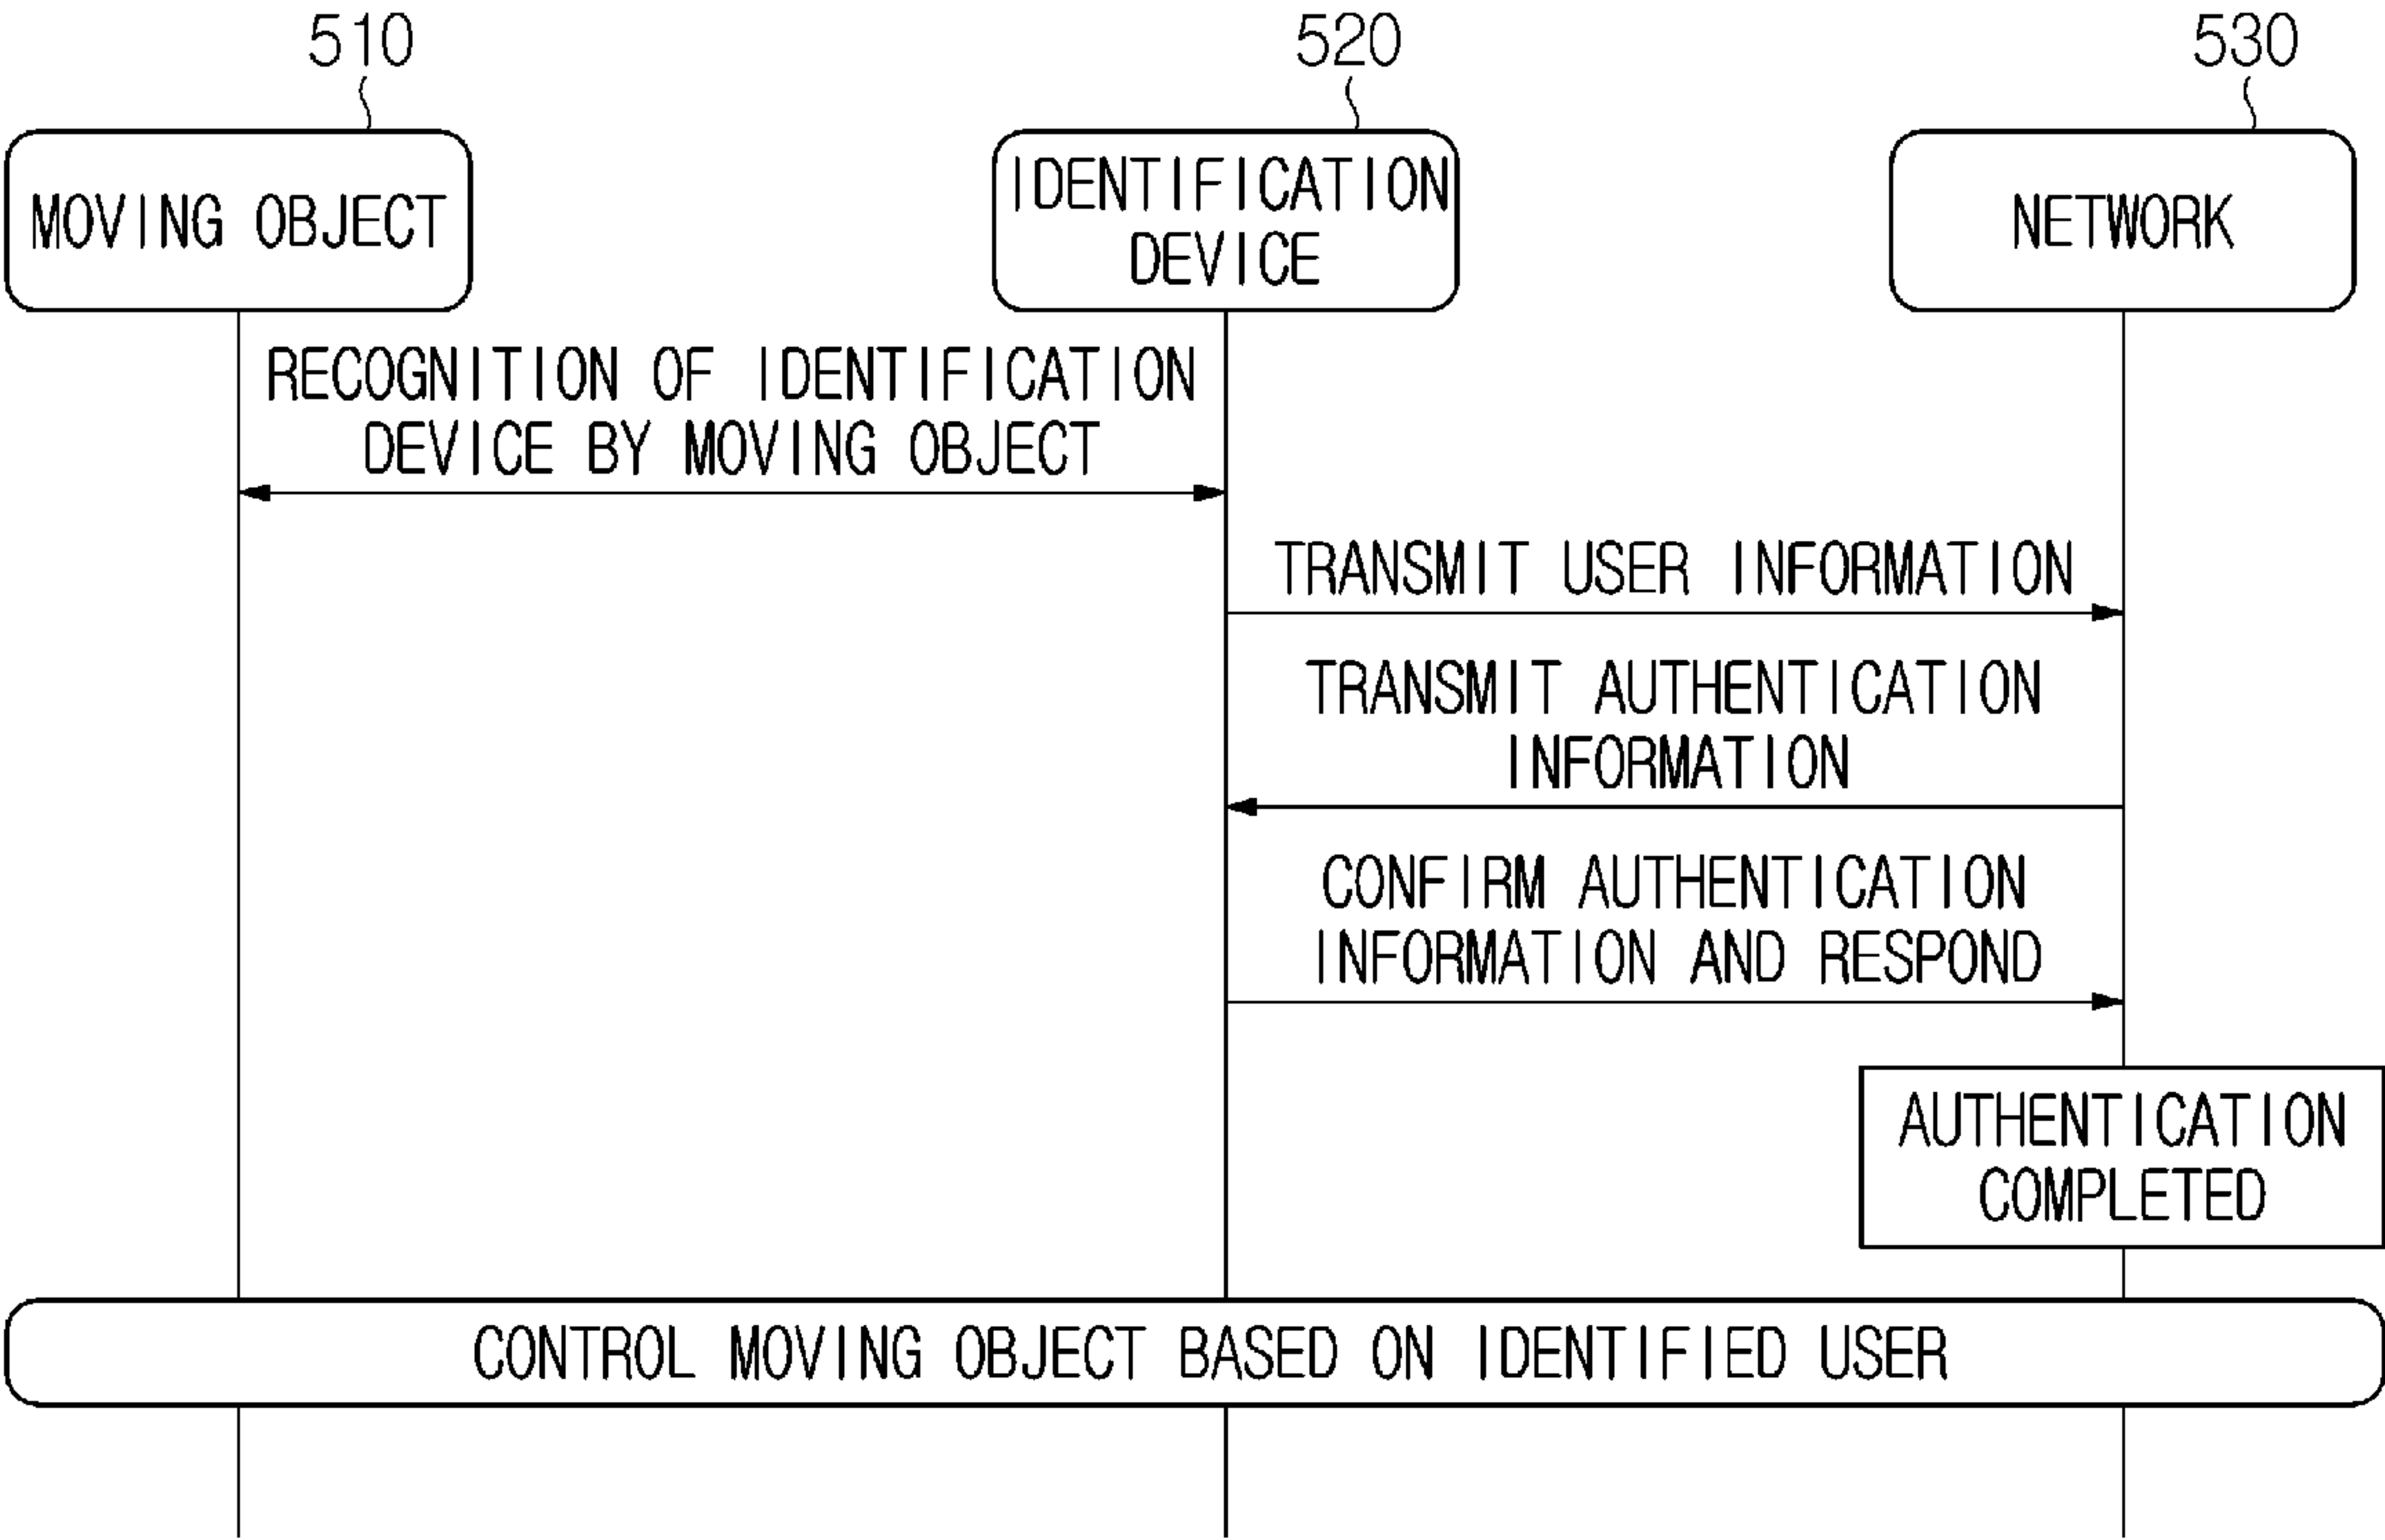 510
520
530
MOVING OBJECT
IDENTIFICATION
DEVICE
NETWORK
RECOGNITION OF IDENTIFICATION
DEVICE BY MOVING OBJECT
TRANSMIT USER INFORMATION
TRANSMIT AUTHENTICATION
INFORMATION
CONFIRM AUTHENTICATION
INFORMATION AND RESPOND
AUTHENTICATION
COMPLETED
CONTROL MOVING OBJECT BASED ON IDENTIFIED USER